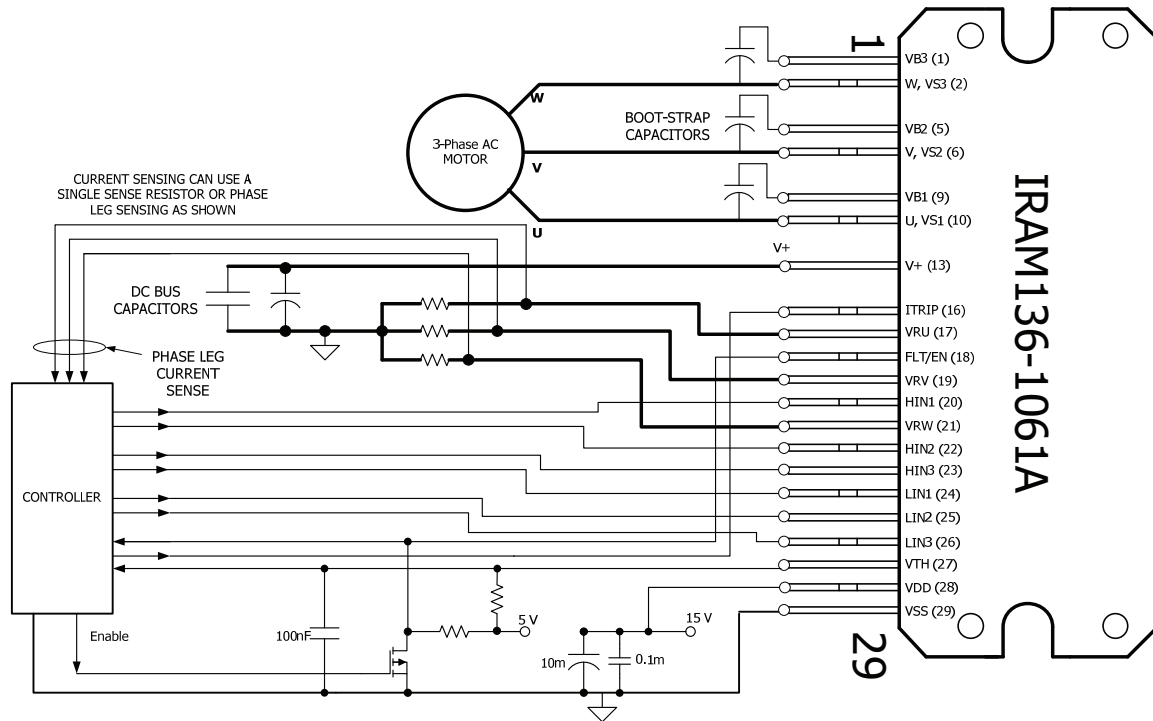 1
VB3 (1)
W, VS3 (2)
W
BOOT-STRAP
CAPACITORS
VB2 (5)
3-Phase AC
MOTOR
V, VS2 (6)
V
CURRENT SENSING CAN USE A
SINGLE SENSE RESISTOR OR PHASE
LEG SENSING AS SHOWN
VB1 (9)
U, VS1 (10)
U
V+
V+ (13)
DC BUS
CAPACITORS
ITRIP (16)
VRU (17)
PHASE LEG
CURRENT
SENSE
FLT/EN (18)
VRV (19)
HIN1 (20)
VRW (21)
HIN2 (22)
HIN3 (23)
CONTROLLER
LIN1 (24)
LIN2 (25)
LIN3 (26)
VTH (27)
VDD (28)
VSS (29)
IRAM136-1061A
29
Enable
100nF
5 V
15 V
10m
0.1m